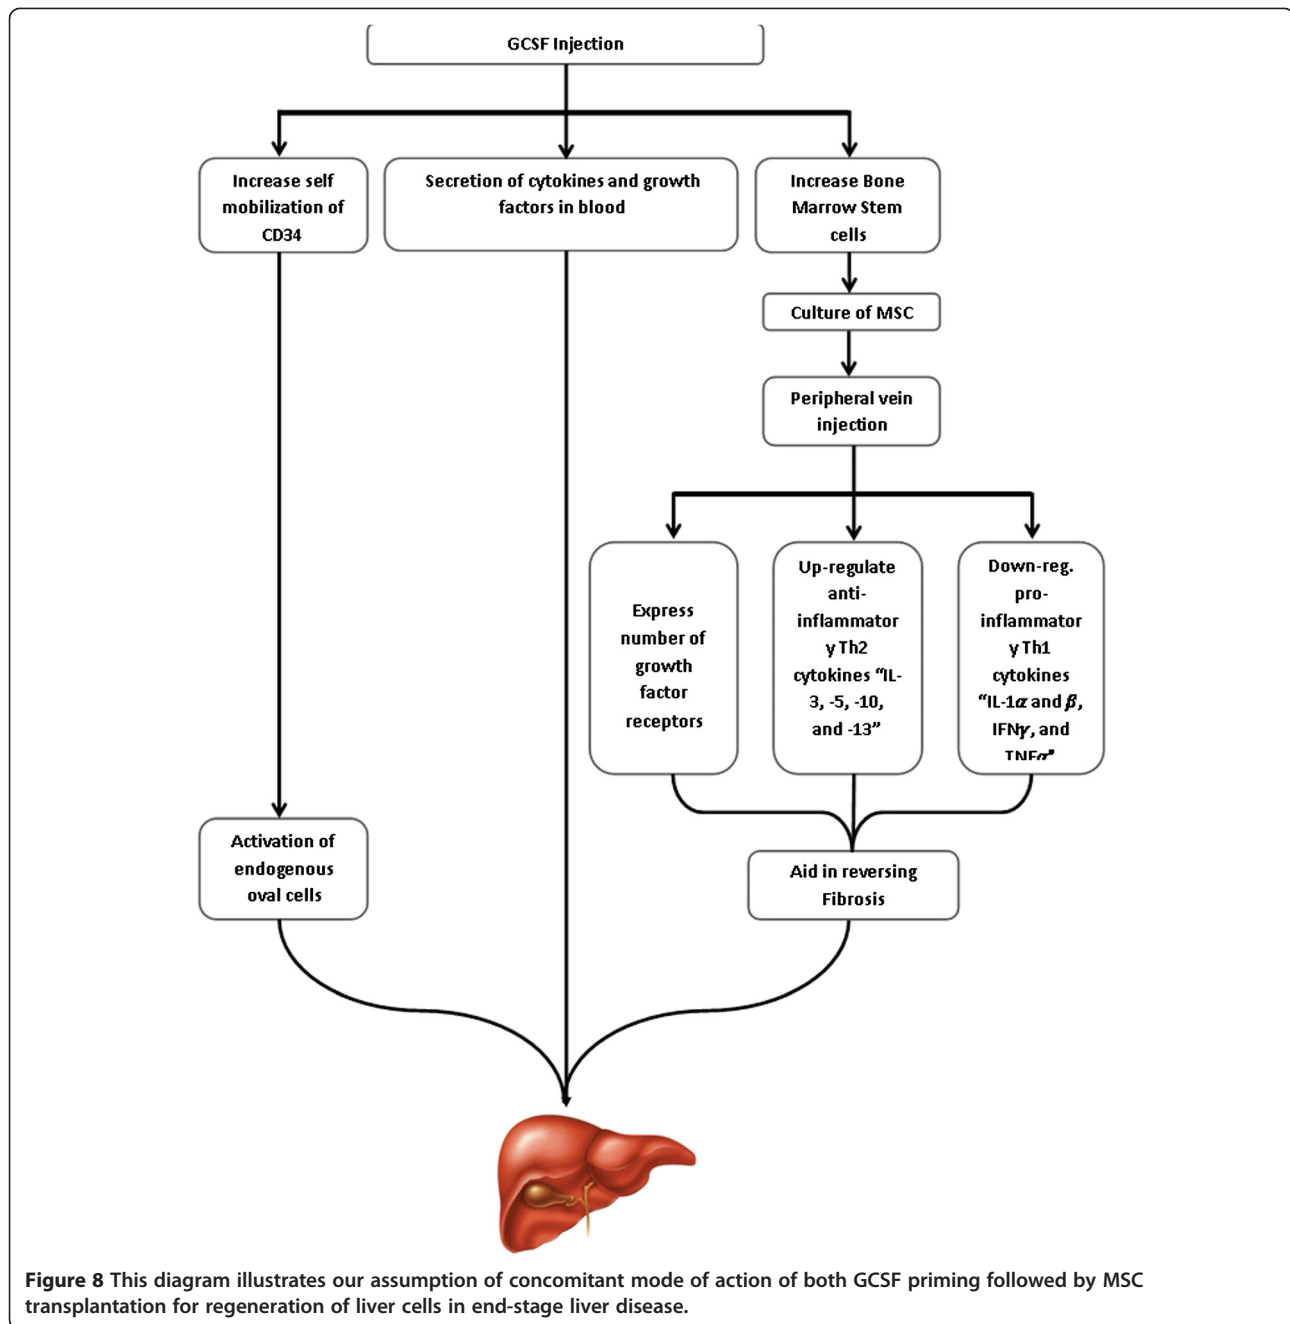 GCSF Injection
Increase self
mobilization of
CD34
Secretion of cytokines and growth
factors in blood
Increase Bone
Marrow Stem
cells
Culture of MSC
Peripheral vein
injection
Express
number of
growth
factor
receptors
Up-regulate
anti-
inflammator
y Th2
cytokines “IL-
3, -5, -10,
and -13”
Down-reg.
pro-
inflammator
y Th1
cytokines
“IL-1α and β,
IFNγ, and
TNFα”
Activation of
endogenous
oval cells
Aid in reversing
Fibrosis
Figure 8 This diagram illustrates our assumption of concomitant mode of action of both GCSF priming followed by MSC
transplantation for regeneration of liver cells in end-stage liver disease.